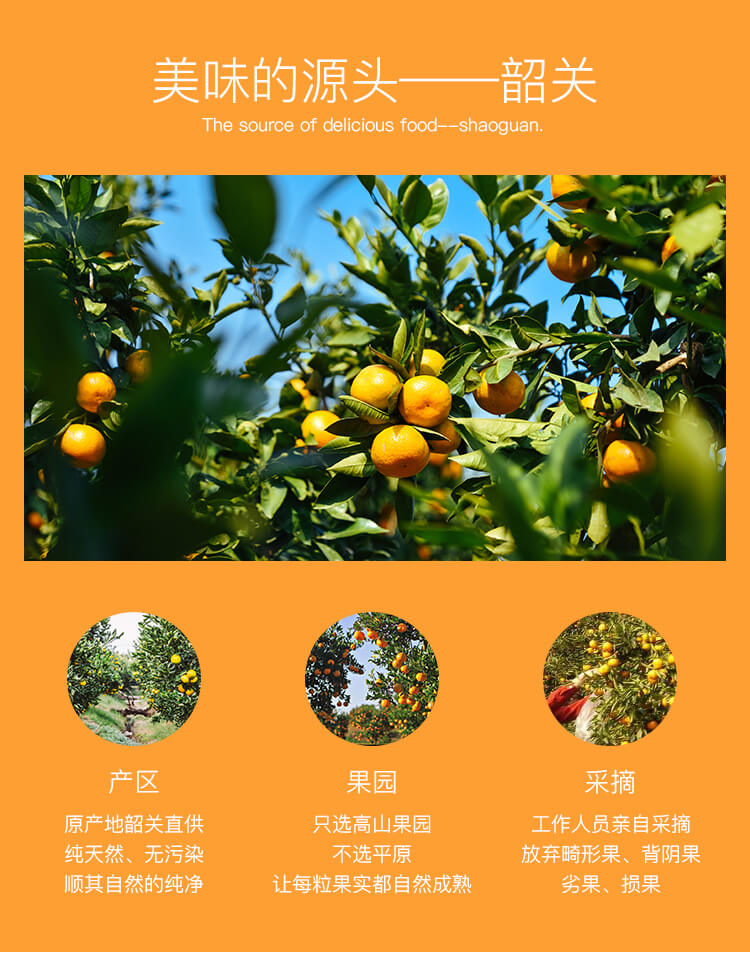 美味的源头——韶关
The source of delicious food--shaoguan.
产区
原产地韶关直供
纯天然、无污染
顺其自然的纯净
果园
只选高山果园
不选平原
让每粒果实都自然成熟
采摘
工作人员亲自采摘
放弃畸形果、背阴果
劣果、损果